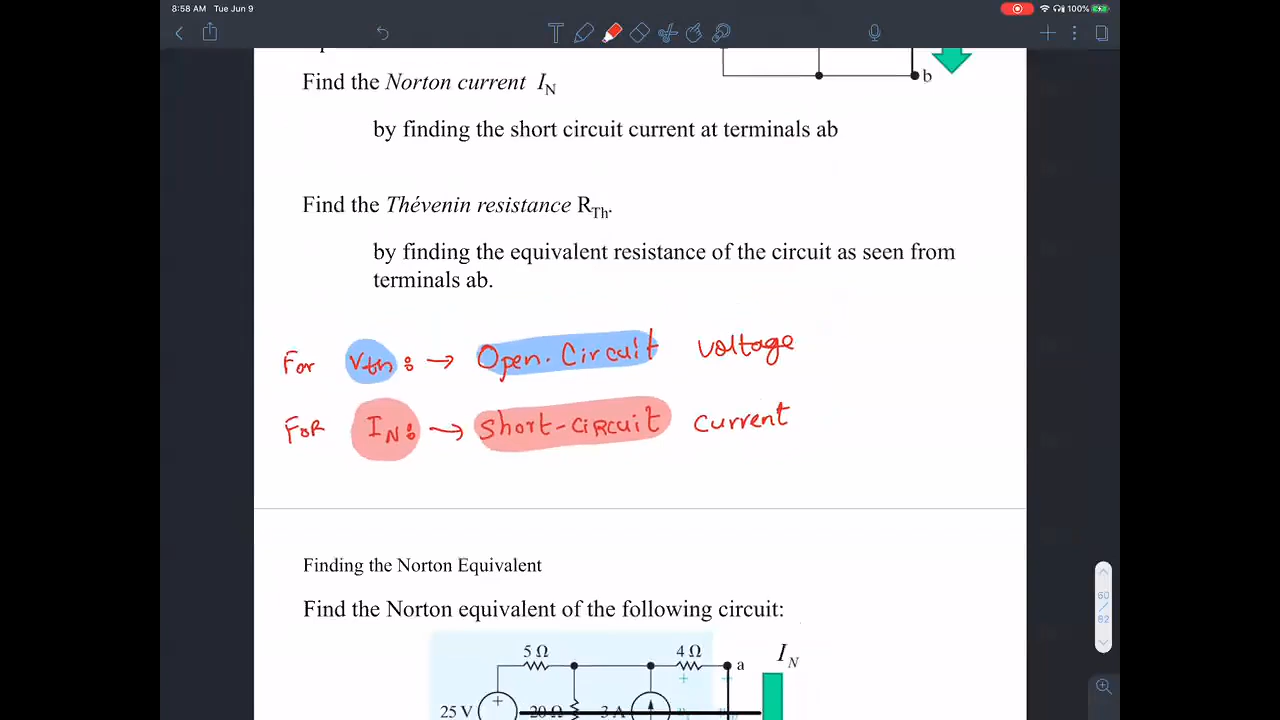 8:58 AM Tue Jun 9
100%
T
b
Find the Norton current I_N
by finding the short circuit current at terminals ab
Find the Thévenin resistance R_Th.
by finding the equivalent resistance of the circuit as seen from
terminals ab.
For Vth: → Open-Circuit voltage
FOR IN: → Short-CIRCUIT current
60
/
82
Finding the Norton Equivalent
Find the Norton equivalent of the following circuit:
5 Ω 4 Ω a I_N
+ +
25 V + 20 Ω 3 A